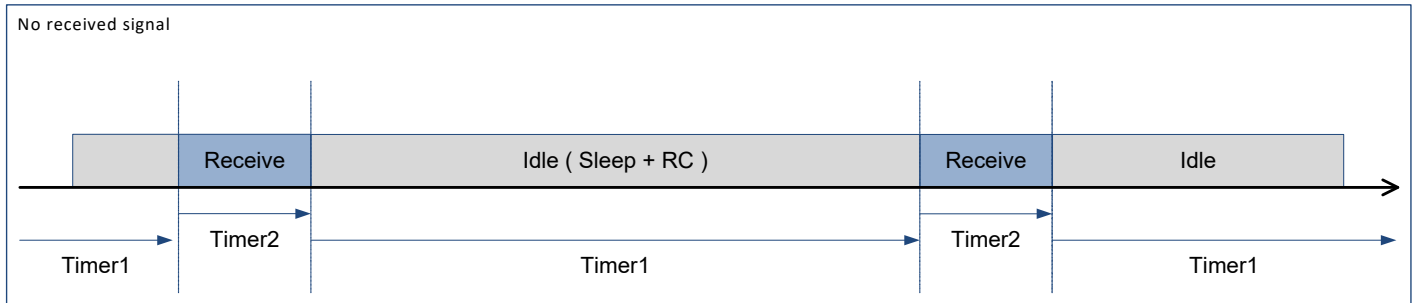 No received signal
Receive
Idle ( Sleep + RC )
Receive
Idle
Timer2
Timer2
Timer1
Timer1
Timer1